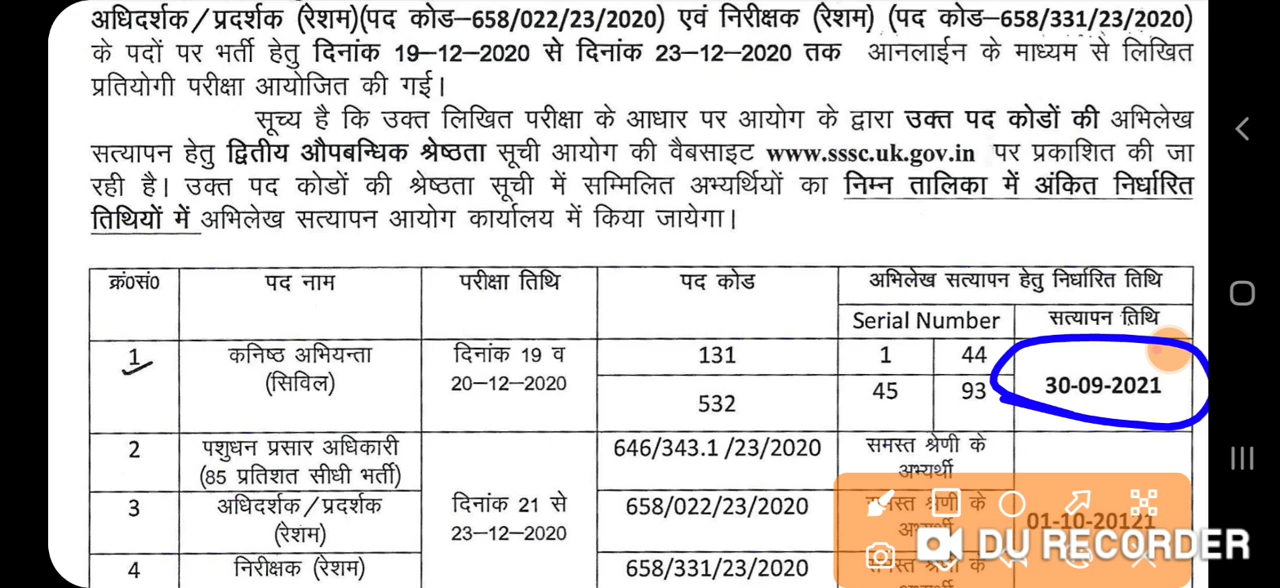 अधिदर्शक/प्रदर्शक (रेशम)(पद कोड–658/022/23/2020) एवं निरीक्षक (रेशम) (पद कोड–658/331/23/2020)
के पदों पर भर्ती हेतु दिनांक 19–12–2020 से दिनांक 23–12–2020 तक आनलाईन के माध्यम से लिखित
प्रतियोगी परीक्षा आयोजित की गई।
सूच्य है कि उक्त लिखित परीक्षा के आधार पर आयोग के द्वारा उक्त पद कोडों की अभिलेख
सत्यापन हेतु द्वितीय औपबन्धिक श्रेष्ठता सूची आयोग की वैबसाइट www.sssc.uk.gov.in पर प्रकाशित की जा
रही है। उक्त पद कोडों की श्रेष्ठता सूची में सम्मिलित अभ्यर्थियों का निम्न तालिका में अंकित निर्धारित
तिथियों में अभिलेख सत्यापन आयोग कार्यालय में किया जायेगा।
क्रं0सं0 पद नाम परीक्षा तिथि पद कोड अभिलेख सत्यापन हेतु निर्धारित तिथि
Serial Number सत्यापन तिथि
1 कनिष्ठ अभियन्ता दिनांक 19 व 131 1 44
(सिविल) 20–12–2020 532 45 93 30-09-2021
2 पशुधन प्रसार अधिकारी 646/343.1/23/2020 समस्त श्रेणी के
(85 प्रतिशत सीधी भर्ती) अभ्यर्थी
3 अधिदर्शक/प्रदर्शक दिनांक 21 से 658/022/23/2020 समस्त श्रेणी के
(रेशम) 23–12–2020 01-10-20121
DU RECORDER
4 निरीक्षक (रेशम) 658/331/23/2020 श्रेणी के